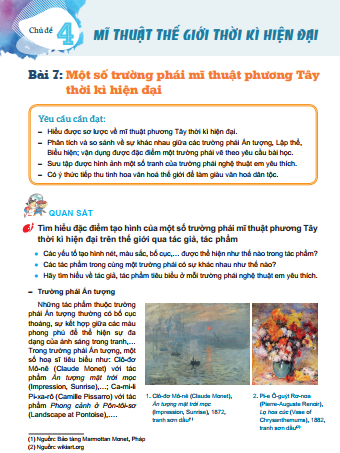 Chủ đề 4 MĨ THUẬT THẾ GIỚI THỜI KÌ HIỆN ĐẠI
Bài 7: Một số trường phái mĩ thuật phương Tây
thời kì hiện đại
Yêu cầu cần đạt:
– Hiểu được sơ lược về mĩ thuật phương Tây thời kì hiện đại.
– Phân tích và so sánh về sự khác nhau giữa các trường phái Ấn tượng, Lập thể,
Biểu hiện; vận dụng được đặc điểm một trường phái vẽ theo yêu cầu bài học.
– Sưu tập được hình ảnh một số tranh của trường phái nghệ thuật em yêu thích.
– Có ý thức tiếp thu tinh hoa văn hoá thế giới để làm giàu văn hoá dân tộc.
QUAN SÁT
Tìm hiểu đặc điểm tạo hình của một số trường phái mĩ thuật phương Tây
thời kì hiện đại trên thế giới qua tác giả, tác phẩm
• Các yếu tố tạo hình nét, màu sắc, bố cục,... được thể hiện như thế nào trong tác phẩm?
• Các tác phẩm trong cùng một trường phái có sự khác nhau như thế nào?
• Hãy tìm hiểu về tác giả, tác phẩm tiêu biểu ở mỗi trường phái nghệ thuật em yêu thích.
– Trường phái Ấn tượng
Những tác phẩm thuộc trường
phái Ấn tượng thường có bố cục
thoáng, sự kết hợp giữa các màu
phong phú để thể hiện sự đa
dạng của ánh sáng trong tranh,...
Trong trường phái Ấn tượng, một
số hoạ sĩ tiêu biểu như: Clô-đơ
Mô-nê (Claude Monet) với tác
phẩm Ấn tượng mặt trời mọc
(Impression, Sunrise),...; Ca-mi-l
Pi-xa-rô (Camille Pissarro) với tác
phẩm Phong cảnh ở Pôn-tôi-sơ
(Landscape at Pontoise),....
1. Clô-đơ Mô-nê (Claude Monet),
Ấn tượng mặt trời mọc
(Impression, Sunrise), 1872,
tranh sơn dầu(1)
2. Pi-e Ô-guýt Rơ-noa
(Pierre-Auguste Renoir),
Lọ hoa cúc (Vase of
Chrysanthemums), 1882,
tranh sơn dầu(2)
(1) Nguồn: Bảo tàng Marmottan Monet, Pháp
(2) Nguồn: wikiart.org